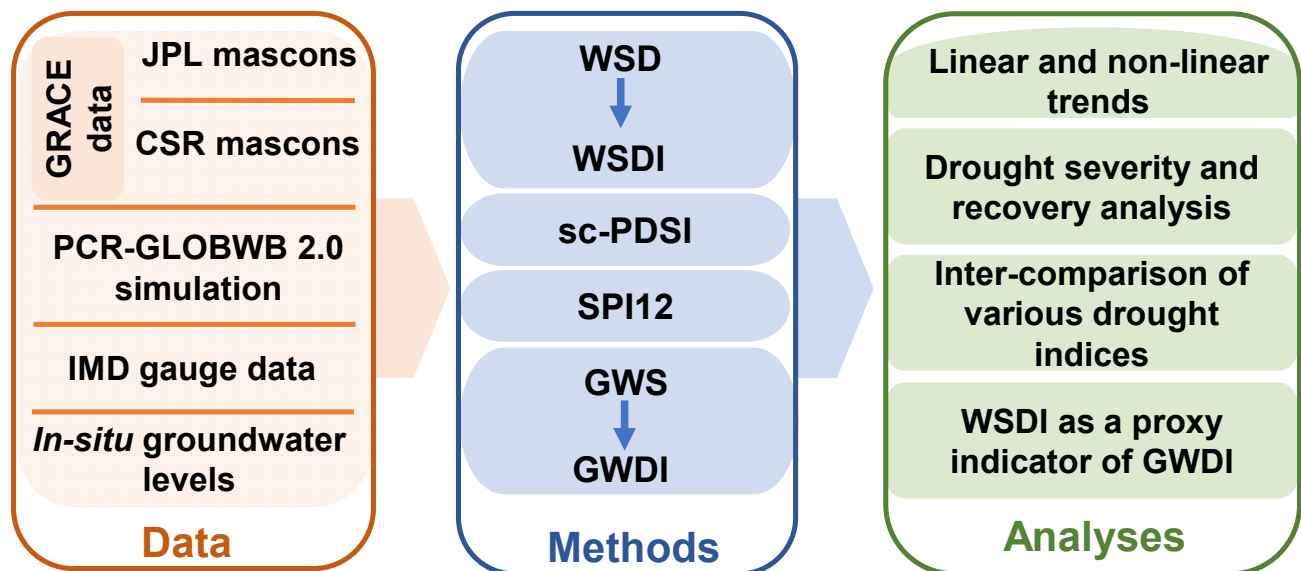 GRACE
data
JPL mascons
CSR mascons
PCR-GLOBWB 2.0
simulation
IMD gauge data
In-situ groundwater
levels
Data
WSD
WSDI
sc-PDSI
SPI12
GWS
GWDI
Methods
Linear and non-linear
trends
Drought severity and
recovery analysis
Inter-comparison of
various drought
indices
WSDI as a proxy
indicator of GWDI
Analyses